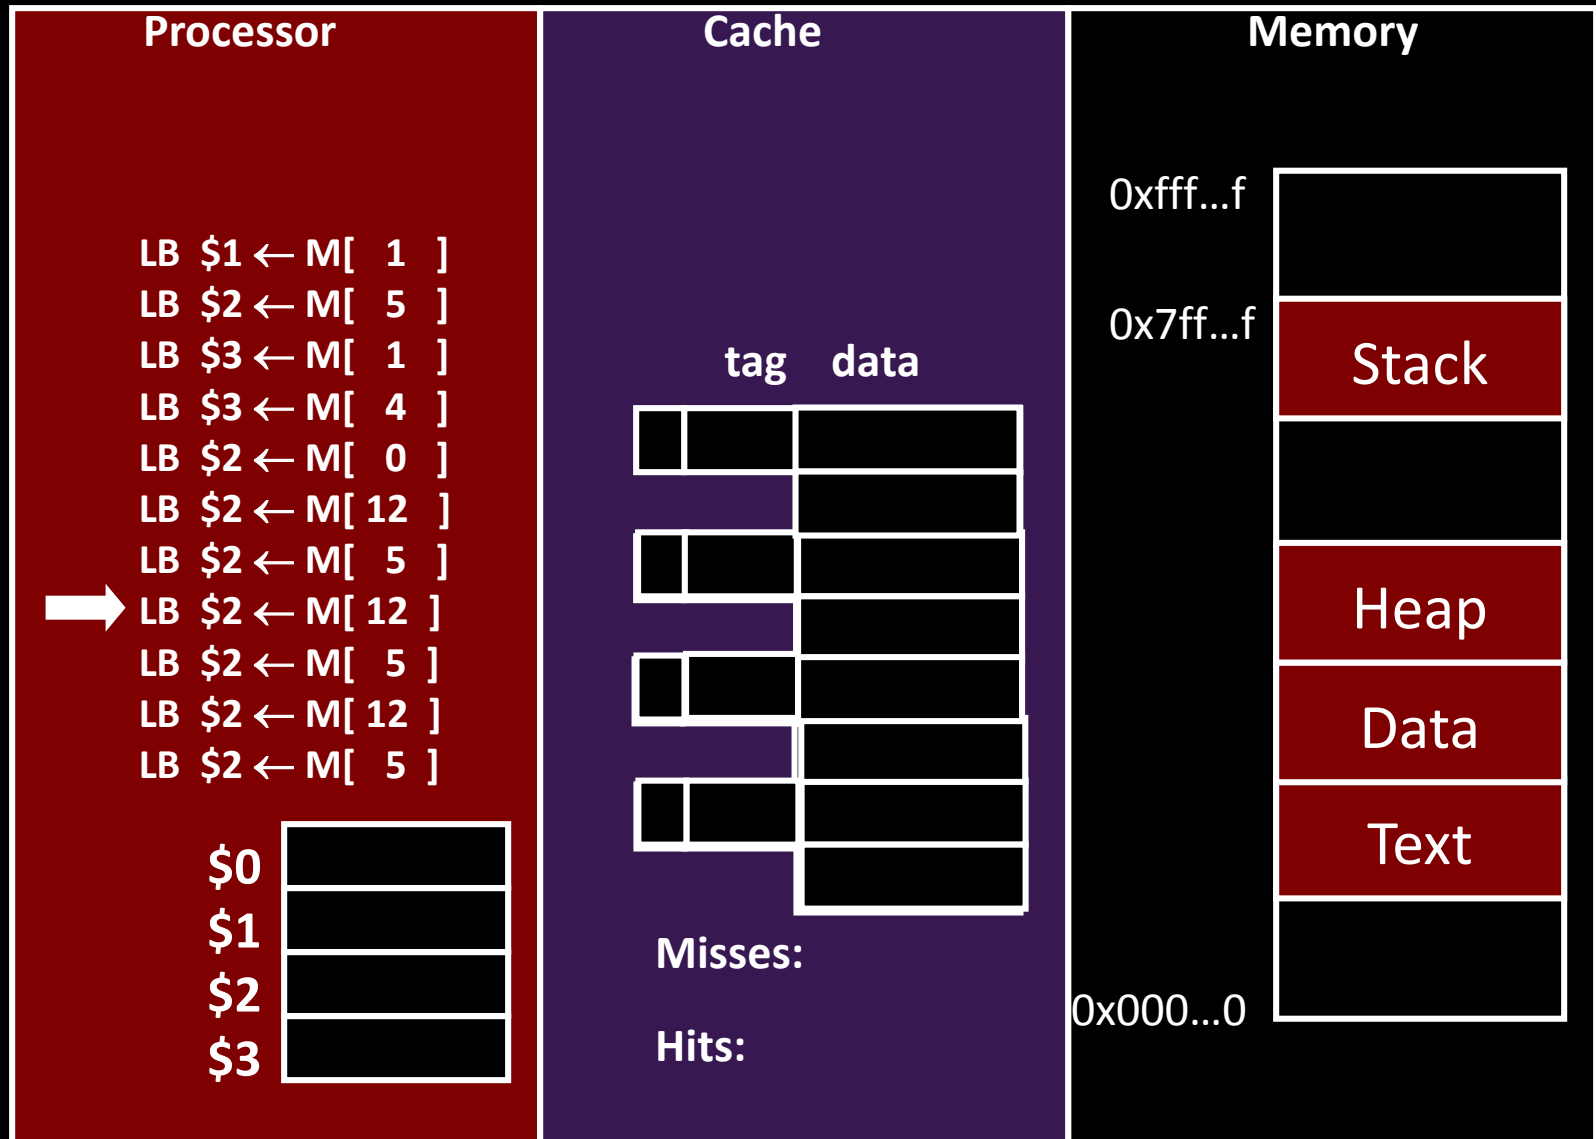 Processor
LB $1 ← M[ 1 ]
LB $2 ← M[ 5 ]
LB $3 ← M[ 1 ]
LB $3 ← M[ 4 ]
LB $2 ← M[ 0 ]
LB $2 ← M[ 12 ]
LB $2 ← M[ 5 ]
LB $2 ← M[ 12 ]
LB $2 ← M[ 5 ]
LB $2 ← M[ 12 ]
LB $2 ← M[ 5 ]
$0
$1
$2
$3
Cache
tag data
Misses:
Hits:
Memory
0xfff...f
0x7ff...f
Stack
Heap
Data
Text
0x000...0